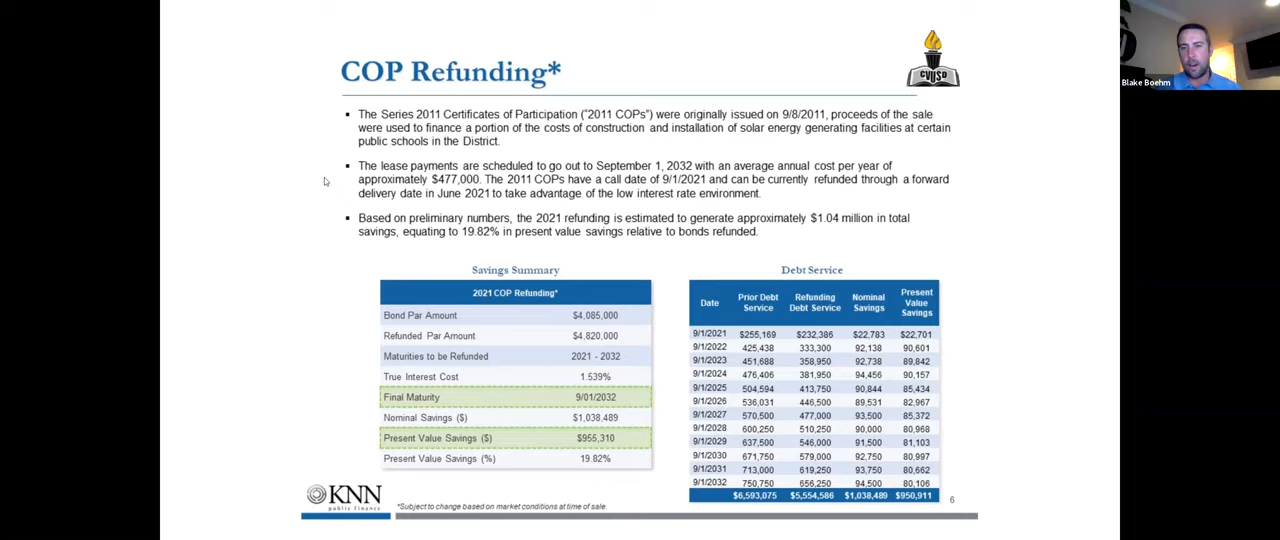 COP Refunding*
CVUSD
Blake Boehm
▪ The Series 2011 Certificates of Participation ("2011 COPs") were originally issued on 9/8/2011, proceeds of the sale
were used to finance a portion of the costs of construction and installation of solar energy generating facilities at certain
public schools in the District.
▪ The lease payments are scheduled to go out to September 1, 2032 with an average annual cost per year of
approximately $477,000. The 2011 COPs have a call date of 9/1/2021 and can be currently refunded through a forward
delivery date in June 2021 to take advantage of the low interest rate environment.
▪ Based on preliminary numbers, the 2021 refunding is estimated to generate approximately $1.04 million in total
savings, equating to 19.82% in present value savings relative to bonds refunded.
Savings Summary
2021 COP Refunding*
Bond Par Amount $4,085,000
Refunded Par Amount $4,820,000
Maturities to be Refunded 2021 - 2032
True Interest Cost 1.539%
Final Maturity 9/01/2032
Nominal Savings ($) $1,038,489
Present Value Savings ($) $955,310
Present Value Savings (%) 19.82%
Debt Service
Date Prior Debt Service Refunding Debt Service Nominal Savings Present Value Savings
9/1/2021 $255,169 $232,386 $22,783 $22,701
9/1/2022 425,438 333,300 92,138 90,601
9/1/2023 451,688 358,950 92,738 89,842
9/1/2024 476,406 381,950 94,456 90,157
9/1/2025 504,594 413,750 90,844 85,434
9/1/2026 536,031 446,500 89,531 82,967
9/1/2027 570,500 477,000 93,500 85,372
9/1/2028 600,250 510,250 90,000 80,968
9/1/2029 637,500 546,000 91,500 81,103
9/1/2030 671,750 579,000 92,750 80,997
9/1/2031 713,000 619,250 93,750 80,662
9/1/2032 750,750 656,250 94,500 80,106
$6,593,075 $5,554,586 $1,038,489 $950,911
KNN
public finance
*Subject to change based on market conditions at time of sale.
6